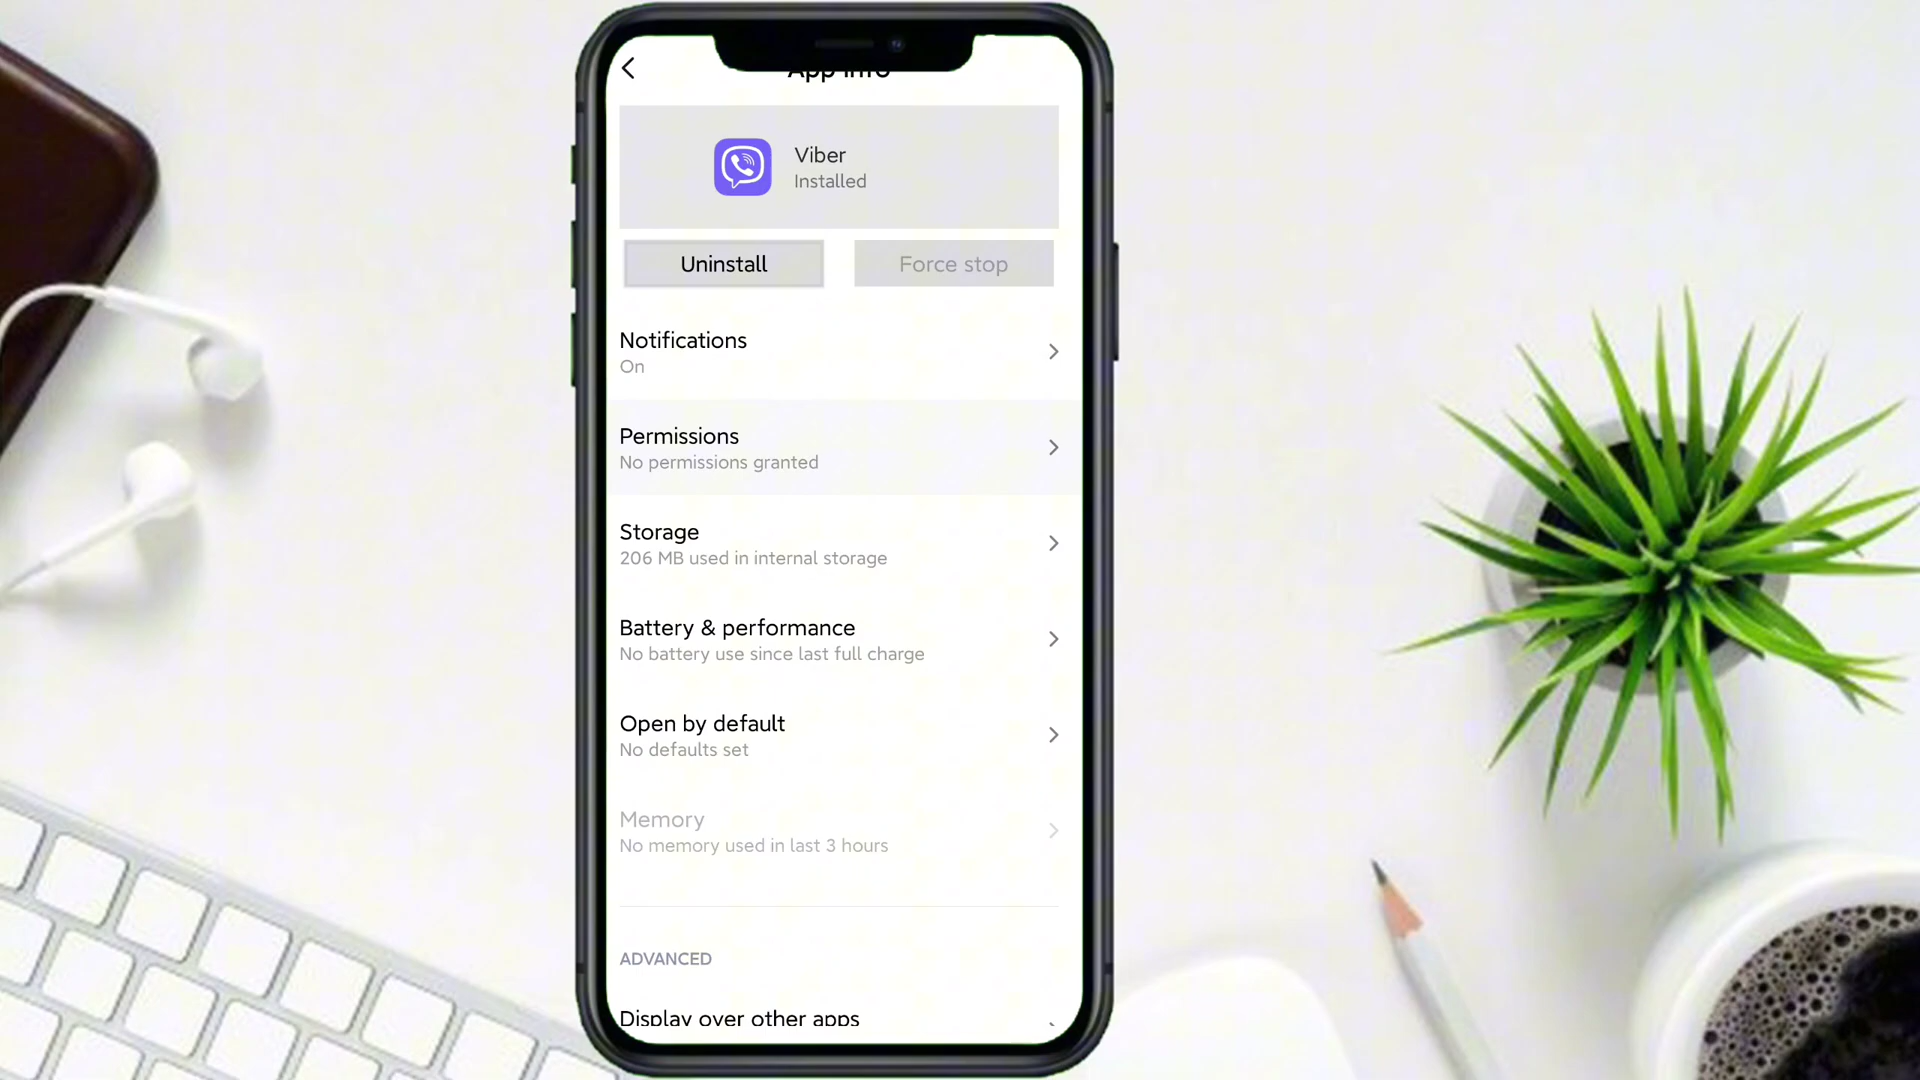 App info
Viber
Installed
Uninstall
Force stop
Notifications
On
Permissions
No permissions granted
Storage
206 MB used in internal storage
Battery & performance
No battery use since last full charge
Open by default
No defaults set
Memory
No memory used in last 3 hours
ADVANCED
Display over other apps